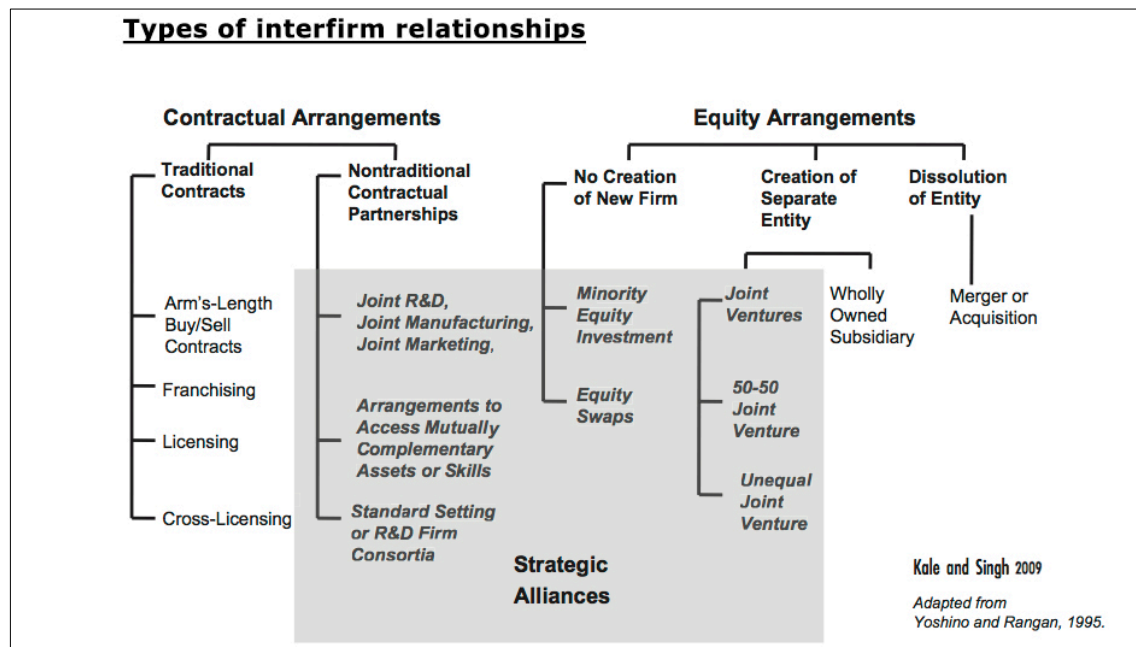 Types of interfirm relationships
Contractual Arrangements
Equity Arrangements
Traditional
Contracts
Nontraditional
Contractual
Partnerships
No Creation
of New Firm
Creation of
Separate
Entity
Dissolution
of Entity
Arm's-Length
Buy/Sell
Contracts
Franchising
Licensing
Cross-Licensing
Joint R&D,
Joint Manufacturing,
Joint Marketing,
Arrangements to
Access Mutually
Complementary
Assets or Skills
Standard Setting
or R&D Firm
Consortia
Minority
Equity
Investment
Equity
Swaps
Joint
Ventures
50-50
Joint
Venture
Unequal
Joint
Venture
Wholly
Owned
Subsidiary
Merger or
Acquisition
Strategic
Alliances
Kale and Singh 2009
Adapted from
Yoshino and Rangan, 1995.